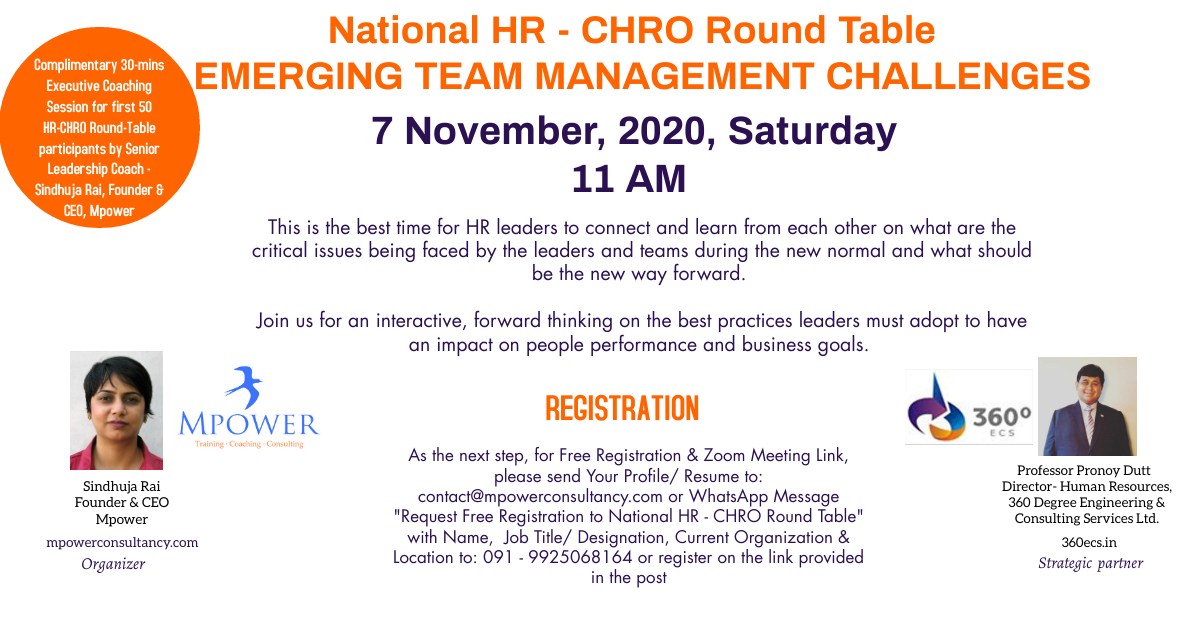 National HR - CHRO Round Table
EMERGING TEAM MANAGEMENT CHALLENGES
7 November, 2020, Saturday
11 AM
Complimentary 30-mins
Executive Coaching
Session for first 50
HR-CHRO Round-Table
participants by Senior
Leadership Coach -
Sindhuja Rai, Founder &
CEO, Mpower
This is the best time for HR leaders to connect and learn from each other on what are the
critical issues being faced by the leaders and teams during the new normal and what should
be the new way forward.
Join us for an interactive, forward thinking on the best practices leaders must adopt to have
an impact on people performance and business goals.
MPOWER
Training - Coaching - Consulting
Sindhuja Rai
Founder & CEO
Mpower
mpowerconsultancy.com
Organizer
REGISTRATION
As the next step, for Free Registration & Zoom Meeting Link,
please send Your Profile/ Resume to:
contact@mpowerconsultancy.com or WhatsApp Message
"Request Free Registration to National HR - CHRO Round Table"
with Name,  Job Title/ Designation, Current Organization &
Location to: 091 - 9925068164 or register on the link provided
in the post
360º
ECS
Professor Pronoy Dutt
Director- Human Resources,
360 Degree Engineering &
Consulting Services Ltd.
360ecs.in
Strategic partner